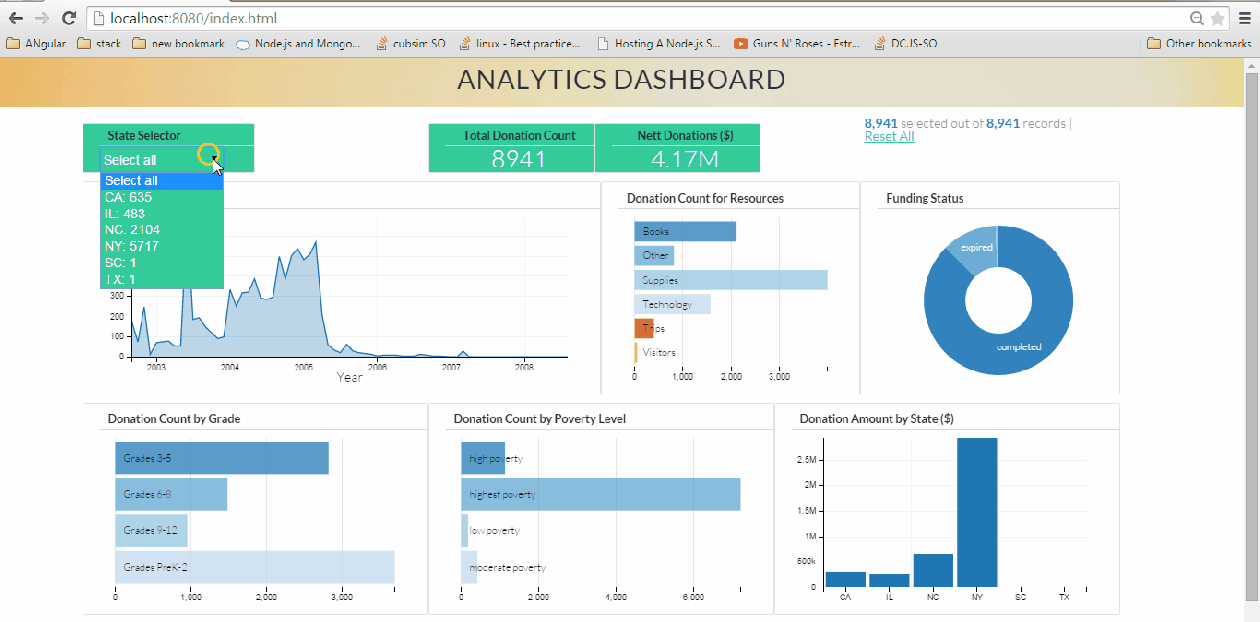 localhost:8080/index.html
ANgular stack new bookmark Node.js and Mongo... cubsim SO linux - Best practice... Hosting A Node.js S... Guns N' Roses - Estr... DCJS-SO Other bookmarks
ANALYTICS DASHBOARD
State Selector
Select all
Select all
CA: 635
IL: 483
NC: 2104
NY: 5717
SC: 1
TX: 1
Total Donation Count
8941
Nett Donations ($)
4.17M
8,941 selected out of 8,941 records |
Reset All
300
200
100
0
2003 2004 2005 2006 2007 2008
Year
Donation Count for Resources
Books
Other
Supplies
Technology
Trips
Visitors
0 1,000 2,000 3,000
Funding Status
expired
completed
Donation Count by Grade
Grades 3-5
Grades 6-8
Grades 9-12
Grades PreK-2
0 1,000 2,000 3,000
Donation Count by Poverty Level
high poverty
highest poverty
low poverty
moderate poverty
0 2,000 4,000 6,000
Donation Amount by State ($)
2.5M
2M
1.5M
1M
500k
0
CA IL NC NY SC TX